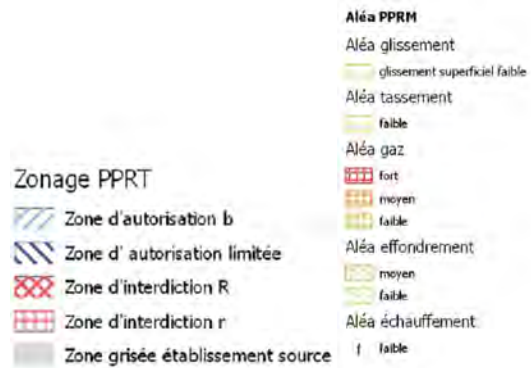 Zonage PPRT
Zone d'autorisation b
Zone d' autorisation limitée
Zone d'interdiction R
Zone d'interdiction r
Zone grisée établissement source
Aléa PPRM
Aléa glissement
glissement superficiel faible
Aléa tassement
faible
Aléa gaz
fort
moyen
faible
Aléa effondrement
moyen
faible
Aléa échauffement
f faible